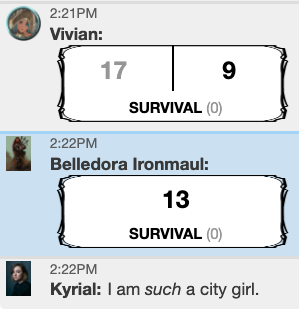 2:21PM
Vivian:
17 9
SURVIVAL (0)
2:22PM
Belledora Ironmaul:
13
SURVIVAL (0)
2:22PM
Kyrial: I am such a city girl.